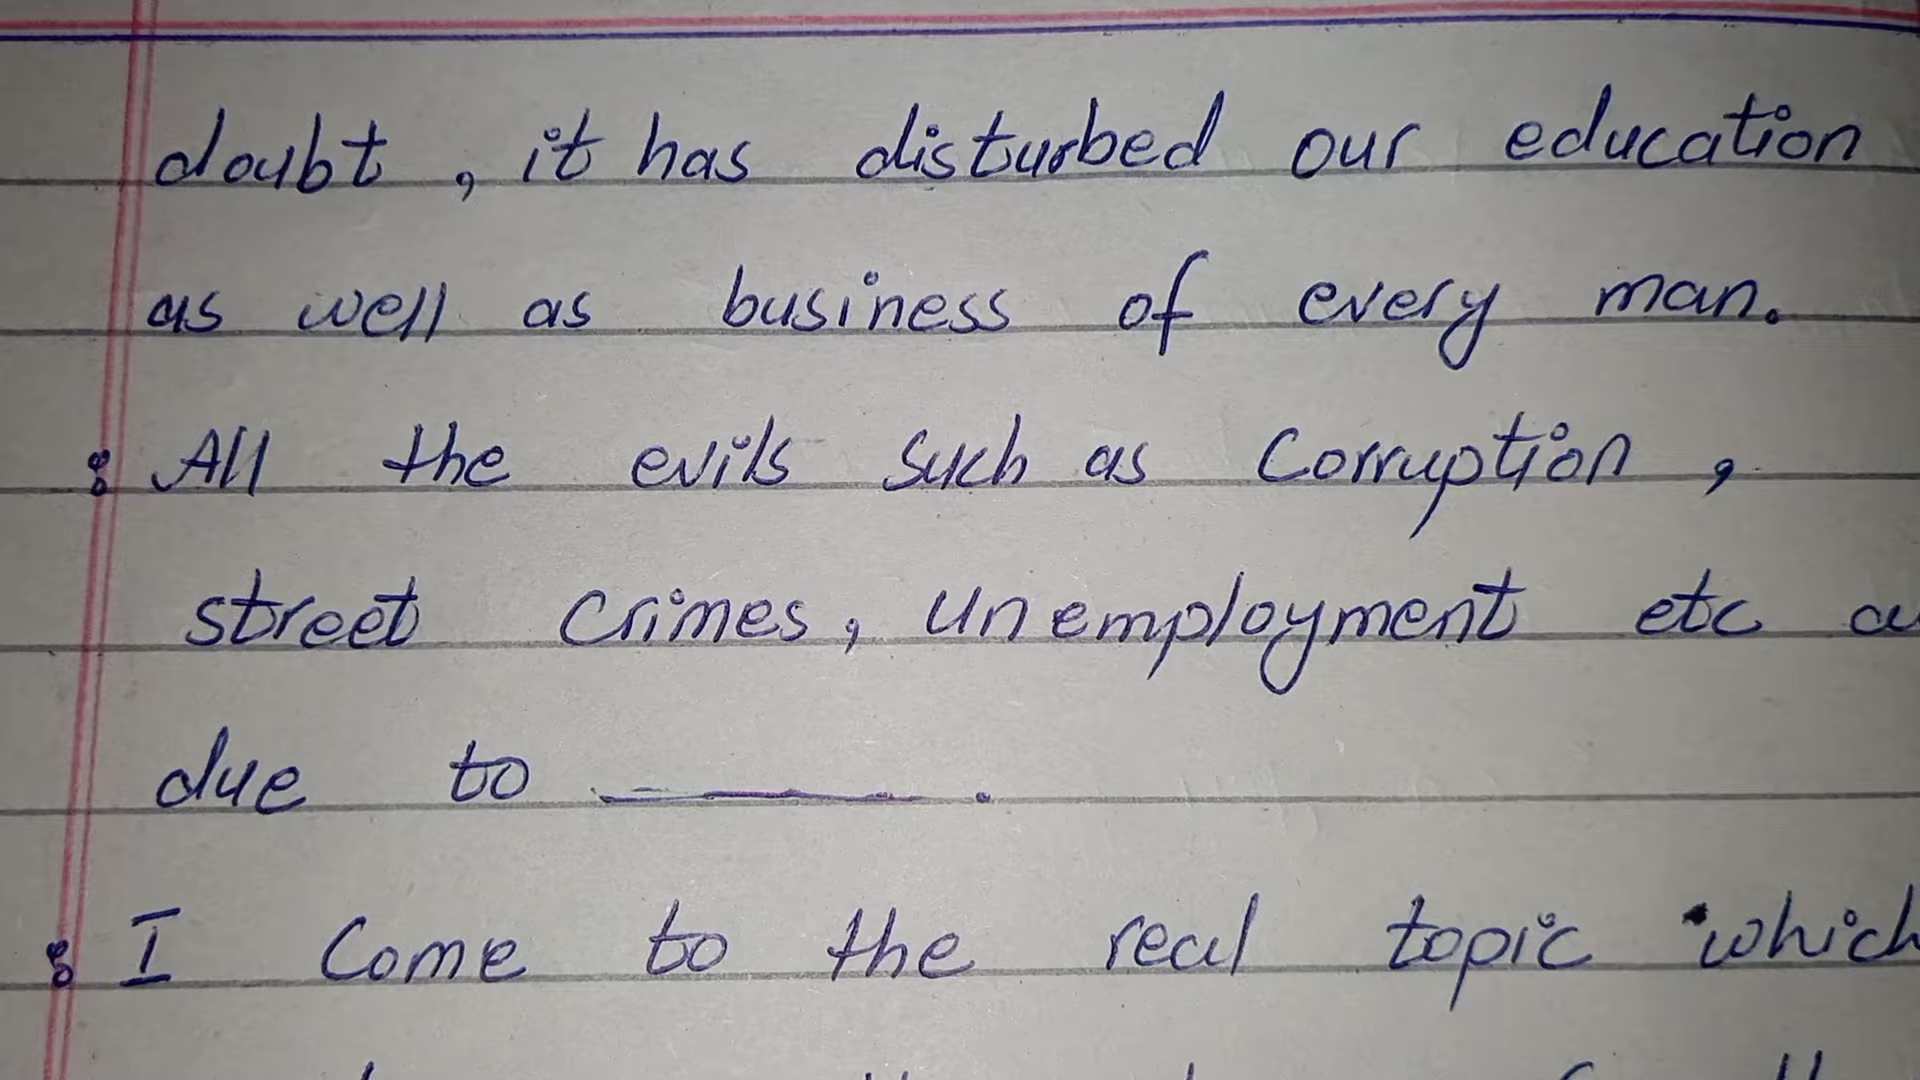 doubt , it has disturbed our education
as well as business of every man.
: All the evils such as Corruption ,
street Crimes, unemployment etc
due to ______ .
: I Come to the real topic which